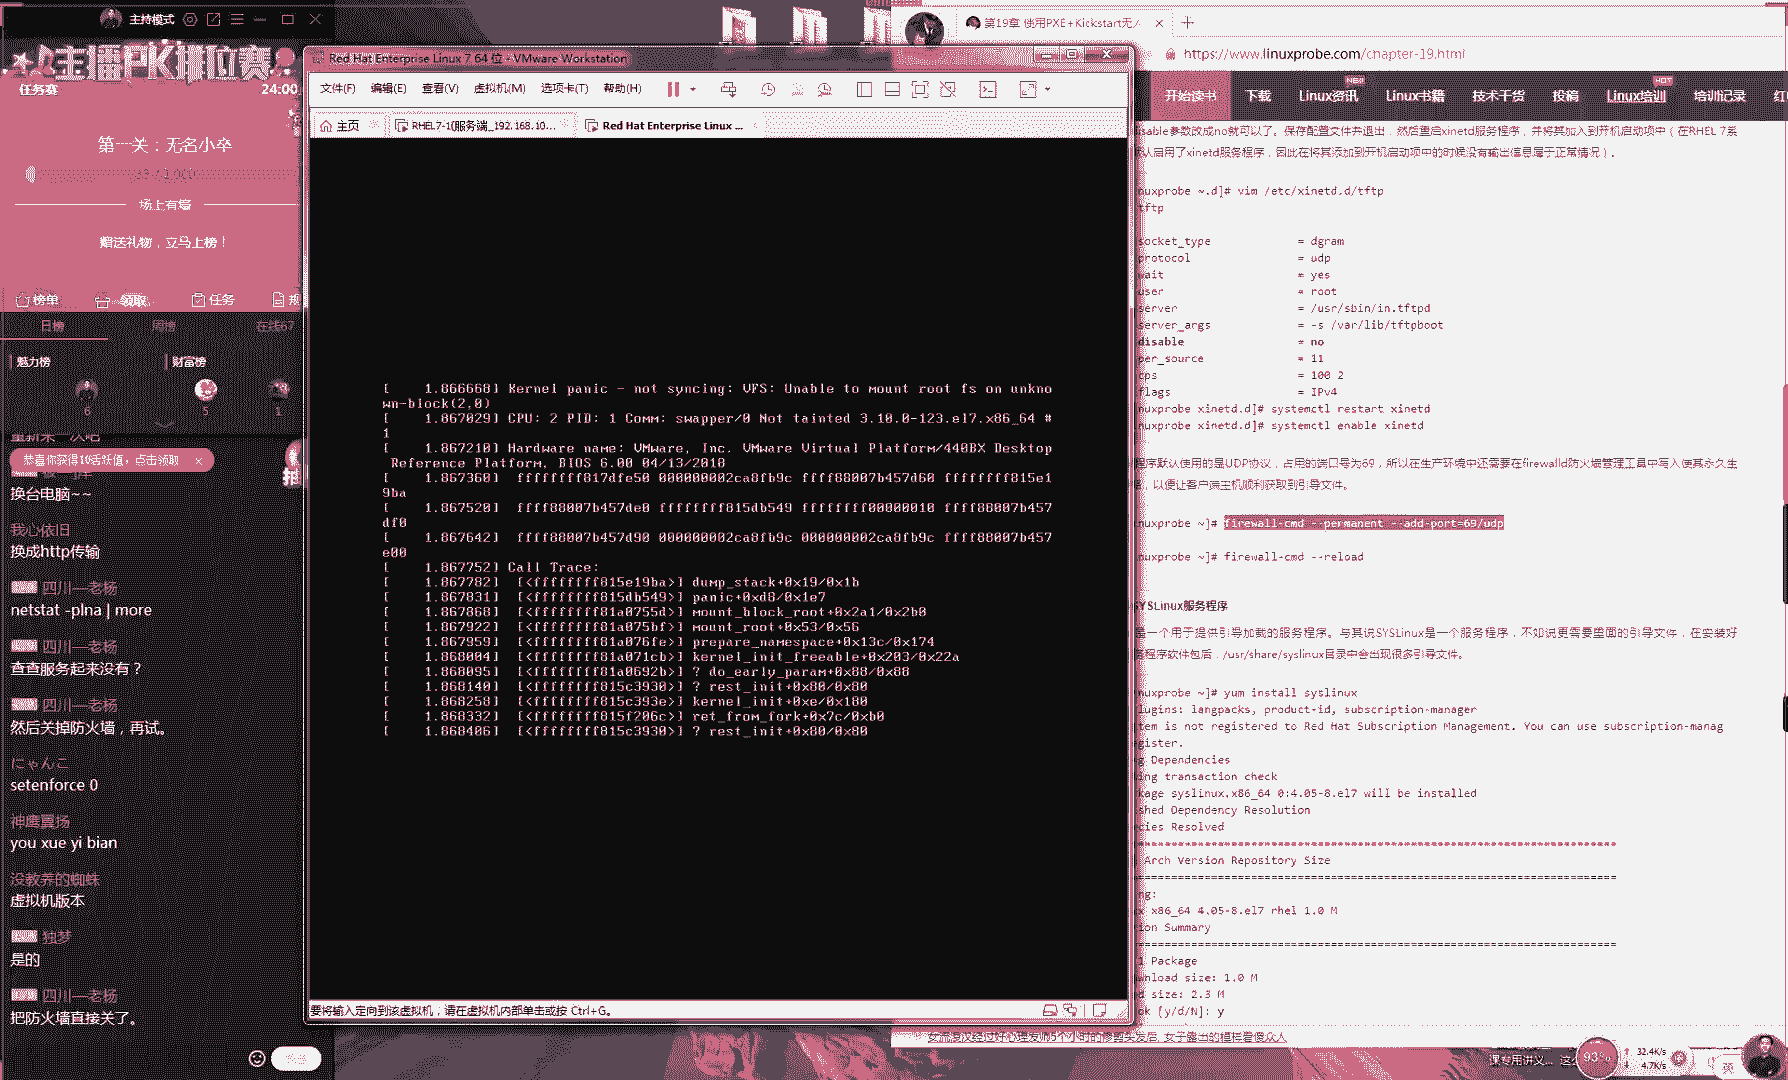 主持模式
主播PK排位赛
任务赛
24:00
第一关：无名小卒
场上有墙
赠送礼物，立马上榜！
榜单
领取
任务
日榜
周榜
在线67
魅力榜
财富榜
6
5
1
恭喜你获得10活跃值，点击领取
换台电脑~~
我心依旧
换成http传输
四川—老杨
netstat -plna | more
四川—老杨
查查服务起来没有？
四川—老杨
然后关掉防火墙，再试。
にゃんこ
setenforce 0
神鹰翼扬
you xue yi bian
没教养的蜘蛛
虚拟机版本
独梦
是的
四川—老杨
把防火墙直接关了。
Red Hat Enterprise Linux 7 64 位 - VMware Workstation
文件(F) 编辑(E) 查看(V) 虚拟机(M) 选项卡(T) 帮助(H)
主页
RHEL7-1(服务端_192.168.10...
Red Hat Enterprise Linux ...
[    1.866668] Kernel panic - not syncing: VFS: Unable to mount root fs on unkno
wn-block(2,0)
[    1.867029] CPU: 2 PID: 1 Comm: swapper/0 Not tainted 3.10.0-123.el7.x86_64 #
1
[    1.867210] Hardware name: VMware, Inc. VMware Virtual Platform/440BX Desktop
Reference Platform, BIOS 6.00 04/13/2018
[    1.867360]  ffffffff817dfe50 000000002ca8fb9c ffff88007b457d60 ffffffff815e1
9ba
[    1.867520]  ffff88007b457de0 ffffffff815db549 ffffffff00000010 ffff88007b457
df0
[    1.867642]  ffff88007b457d90 000000002ca8fb9c 000000002ca8fb9c ffff88007b457
e00
[    1.867752] Call Trace:
[    1.867782]  [<ffffffff815e19ba>] dump_stack+0x19/0x1b
[    1.867831]  [<ffffffff815db549>] panic+0xd8/0x1e7
[    1.867868]  [<ffffffff81a0755d>] mount_block_root+0x2a1/0x2b0
[    1.867922]  [<ffffffff81a075bf>] mount_root+0x53/0x56
[    1.867959]  [<ffffffff81a076fe>] prepare_namespace+0x13c/0x174
[    1.868004]  [<ffffffff81a071cb>] kernel_init_freeable+0x203/0x22a
[    1.868095]  [<ffffffff81a0692b>] ? do_early_param+0x88/0x88
[    1.868140]  [<ffffffff815c3930>] ? rest_init+0x80/0x80
[    1.868258]  [<ffffffff815c393e>] kernel_init+0xe/0x180
[    1.868332]  [<ffffffff815f206c>] ret_from_fork+0x7c/0xb0
[    1.868406]  [<ffffffff815c3930>] ? rest_init+0x80/0x80
要将输入定向到该虚拟机，请在虚拟机内部单击或按 Ctrl+G。
第19章 使用PXE+Kickstart无人
https://www.linuxprobe.com/chapter-19.html
开始读书 下载 Linux资讯 Linux书籍 技术干货 投稿 Linux培训 培训记录 红
NEW
HOT
isable参数改成no就可以了。保存配置文件并退出，然后重启xinetd服务程序，并将其加入到开机启动项中（在RHEL 7系
认启用了xinetd服务程序，因此在将其添加到开机启动项中的时候没有输出信息属于正常情况）。
nuxprobe ~.d]# vim /etc/xinetd.d/tftp
tftp
socket_type = dgram
protocol = udp
wait = yes
user = root
server = /usr/sbin/in.tftpd
server_args = -s /var/lib/tftpboot
disable = no
per_source = 11
cps = 100 2
flags = IPv4
nuxprobe xinetd.d]# systemctl restart xinetd
nuxprobe xinetd.d]# systemctl enable xinetd
程序默认使用的是UDP协议，占用的端口号为69，所以在生产环境中还需要在firewalld防火墙管理工具中写入使其永久生
，以便让客户端主机顺利获取到引导文件。
nuxprobe ~]# firewall-cmd --permanent --add-port=69/udp
nuxprobe ~]# firewall-cmd --reload
SYSLinux服务程序
是一个用于提供引导加载的服务程序。与其说SYSLinux是一个服务程序，不如说更需要里面的引导文件，在安装好
程序软件包后，/usr/share/syslinux目录中会出现很多引导文件。
nuxprobe ~]# yum install syslinux
lugins: langpacks, product-id, subscription-manager
stem is not registered to Red Hat Subscription Management. You can use subscription-manag
egister.
g Dependencies
ning transaction check
kage syslinux.x86_64 0:4.05-8.el7 will be installed
shed Dependency Resolution
cies Resolved
Arch Version Repository Size
ng:
x x86_64 4.05-8.el7 rhel 1.0 M
ion Summary
1 Package
wnload size: 1.0 M
d size: 2.3 M
ok [y/d/N]: y
课专用讲义...
93%
32.4K/s
4.7K/s
英